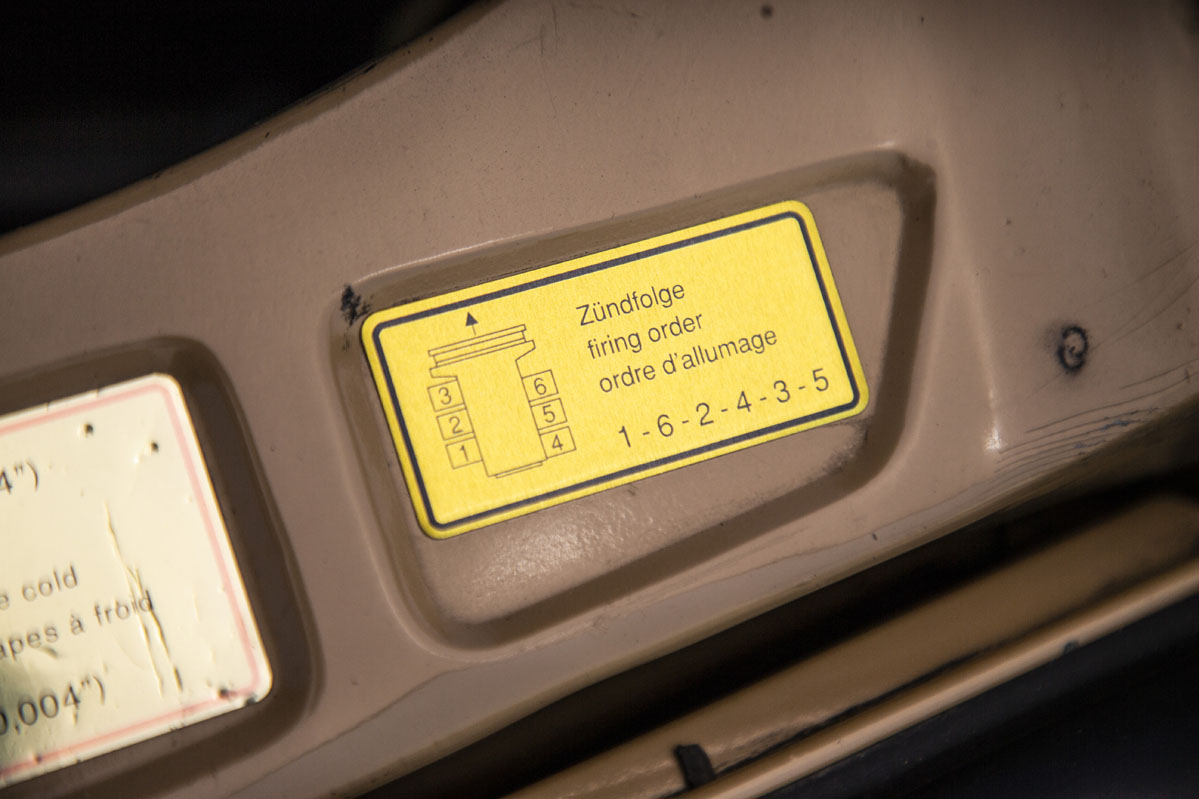 4")
cold
à froid
0,004")
Zündfolge
firing order
ordre d'allumage
1 - 6 - 2 - 4 - 3 - 5
3 6
2 5
1 4